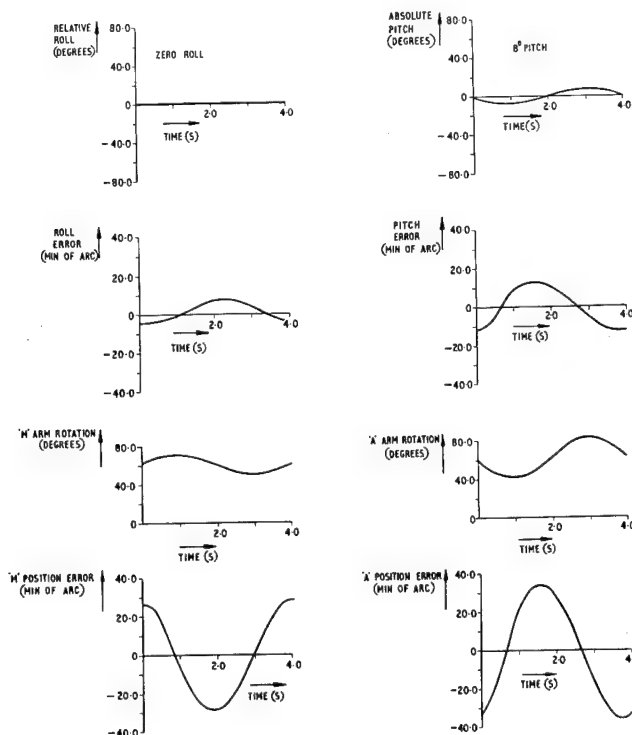 RELATIVE
ROLL
(DEGREES)
80·0
ZERO ROLL
40·0
0
2·0
4·0
TIME (S)
-40·0
-80·0
ABSOLUTE
PITCH
(DEGREES)
80·0
8° PITCH
40·0
0
2·0
4·0
TIME (S)
-40·0
-80·0
ROLL
ERROR
(MIN OF ARC)
40·0
20·0
0
2·0
4·0
TIME (S)
-20·0
-40·0
PITCH
ERROR
(MIN OF ARC)
40·0
20·0
0
2·0
4·0
TIME (S)
-20·0
-40·0
'M' ARM ROTATION
(DEGREES)
80·0
40·0
0
2·0
4·0
TIME (S)
'A' ARM ROTATION
(DEGREES)
80·0
40·0
0
2·0
4·0
TIME (S)
'M' POSITION ERROR
(MIN OF ARC)
40·0
20·0
0
2·0
4·0
TIME (S)
-20·0
-40·0
'A' POSITION ERROR
(MIN OF ARC)
40·0
20·0
0
2·0
4·0
TIME (S)
-20·0
-40·0